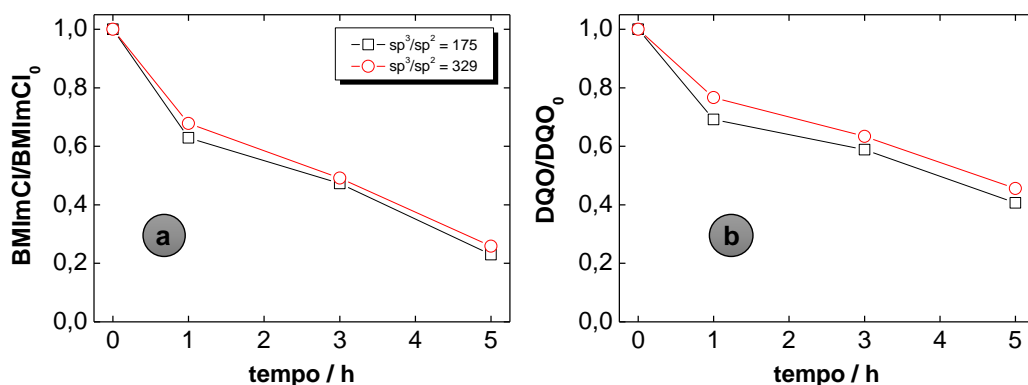 1,0
0,8
0,6
0,4
0,2
0,0
BMImCl/BMImCl₀
sp³/sp² = 175
sp³/sp² = 329
a
0 1 2 3 4 5
tempo / h
1,0
0,8
0,6
0,4
0,2
0,0
DQO/DQO₀
b
0 1 2 3 4 5
tempo / h